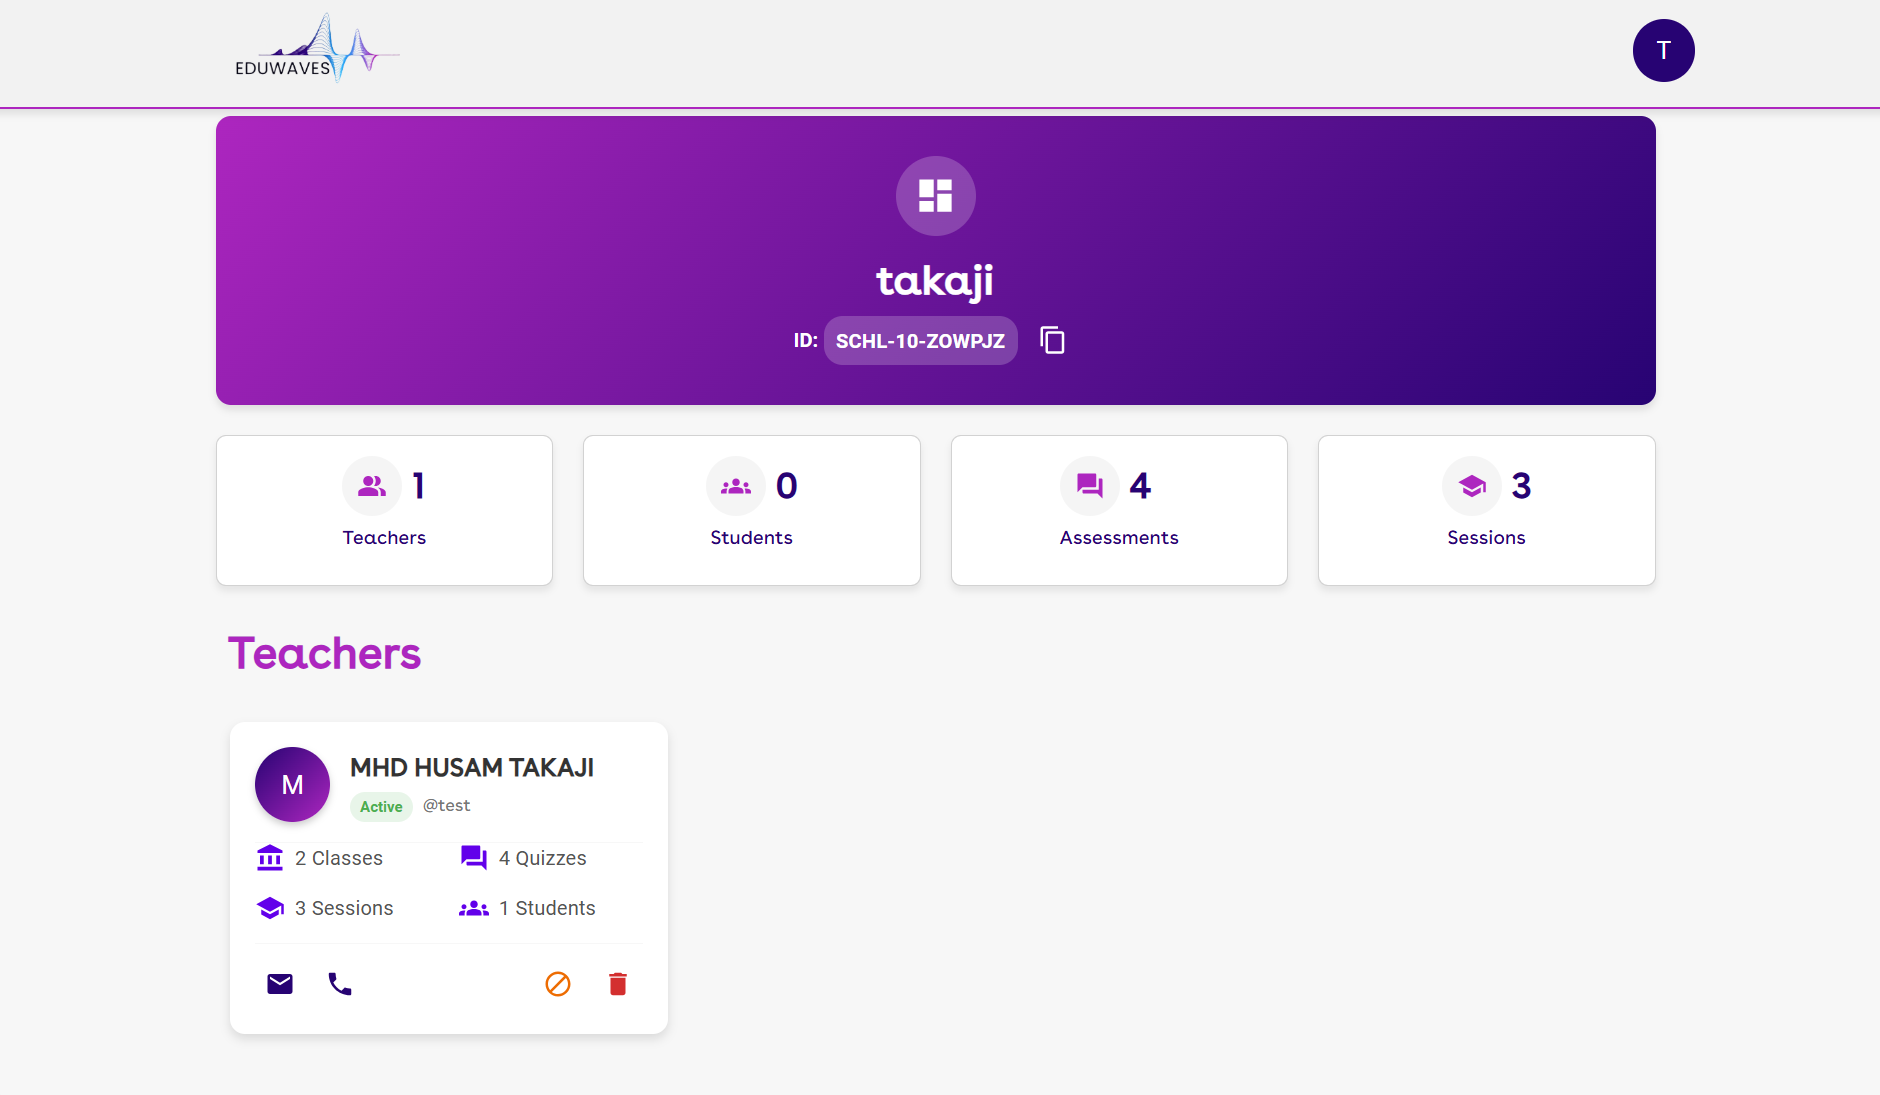 EDUWAVES
T
takaji
ID: SCHL-10-ZOWPJZ
1
Teachers
0
Students
4
Assessments
3
Sessions
Teachers
M
MHD HUSAM TAKAJI
Active @test
2 Classes
4 Quizzes
3 Sessions
1 Students